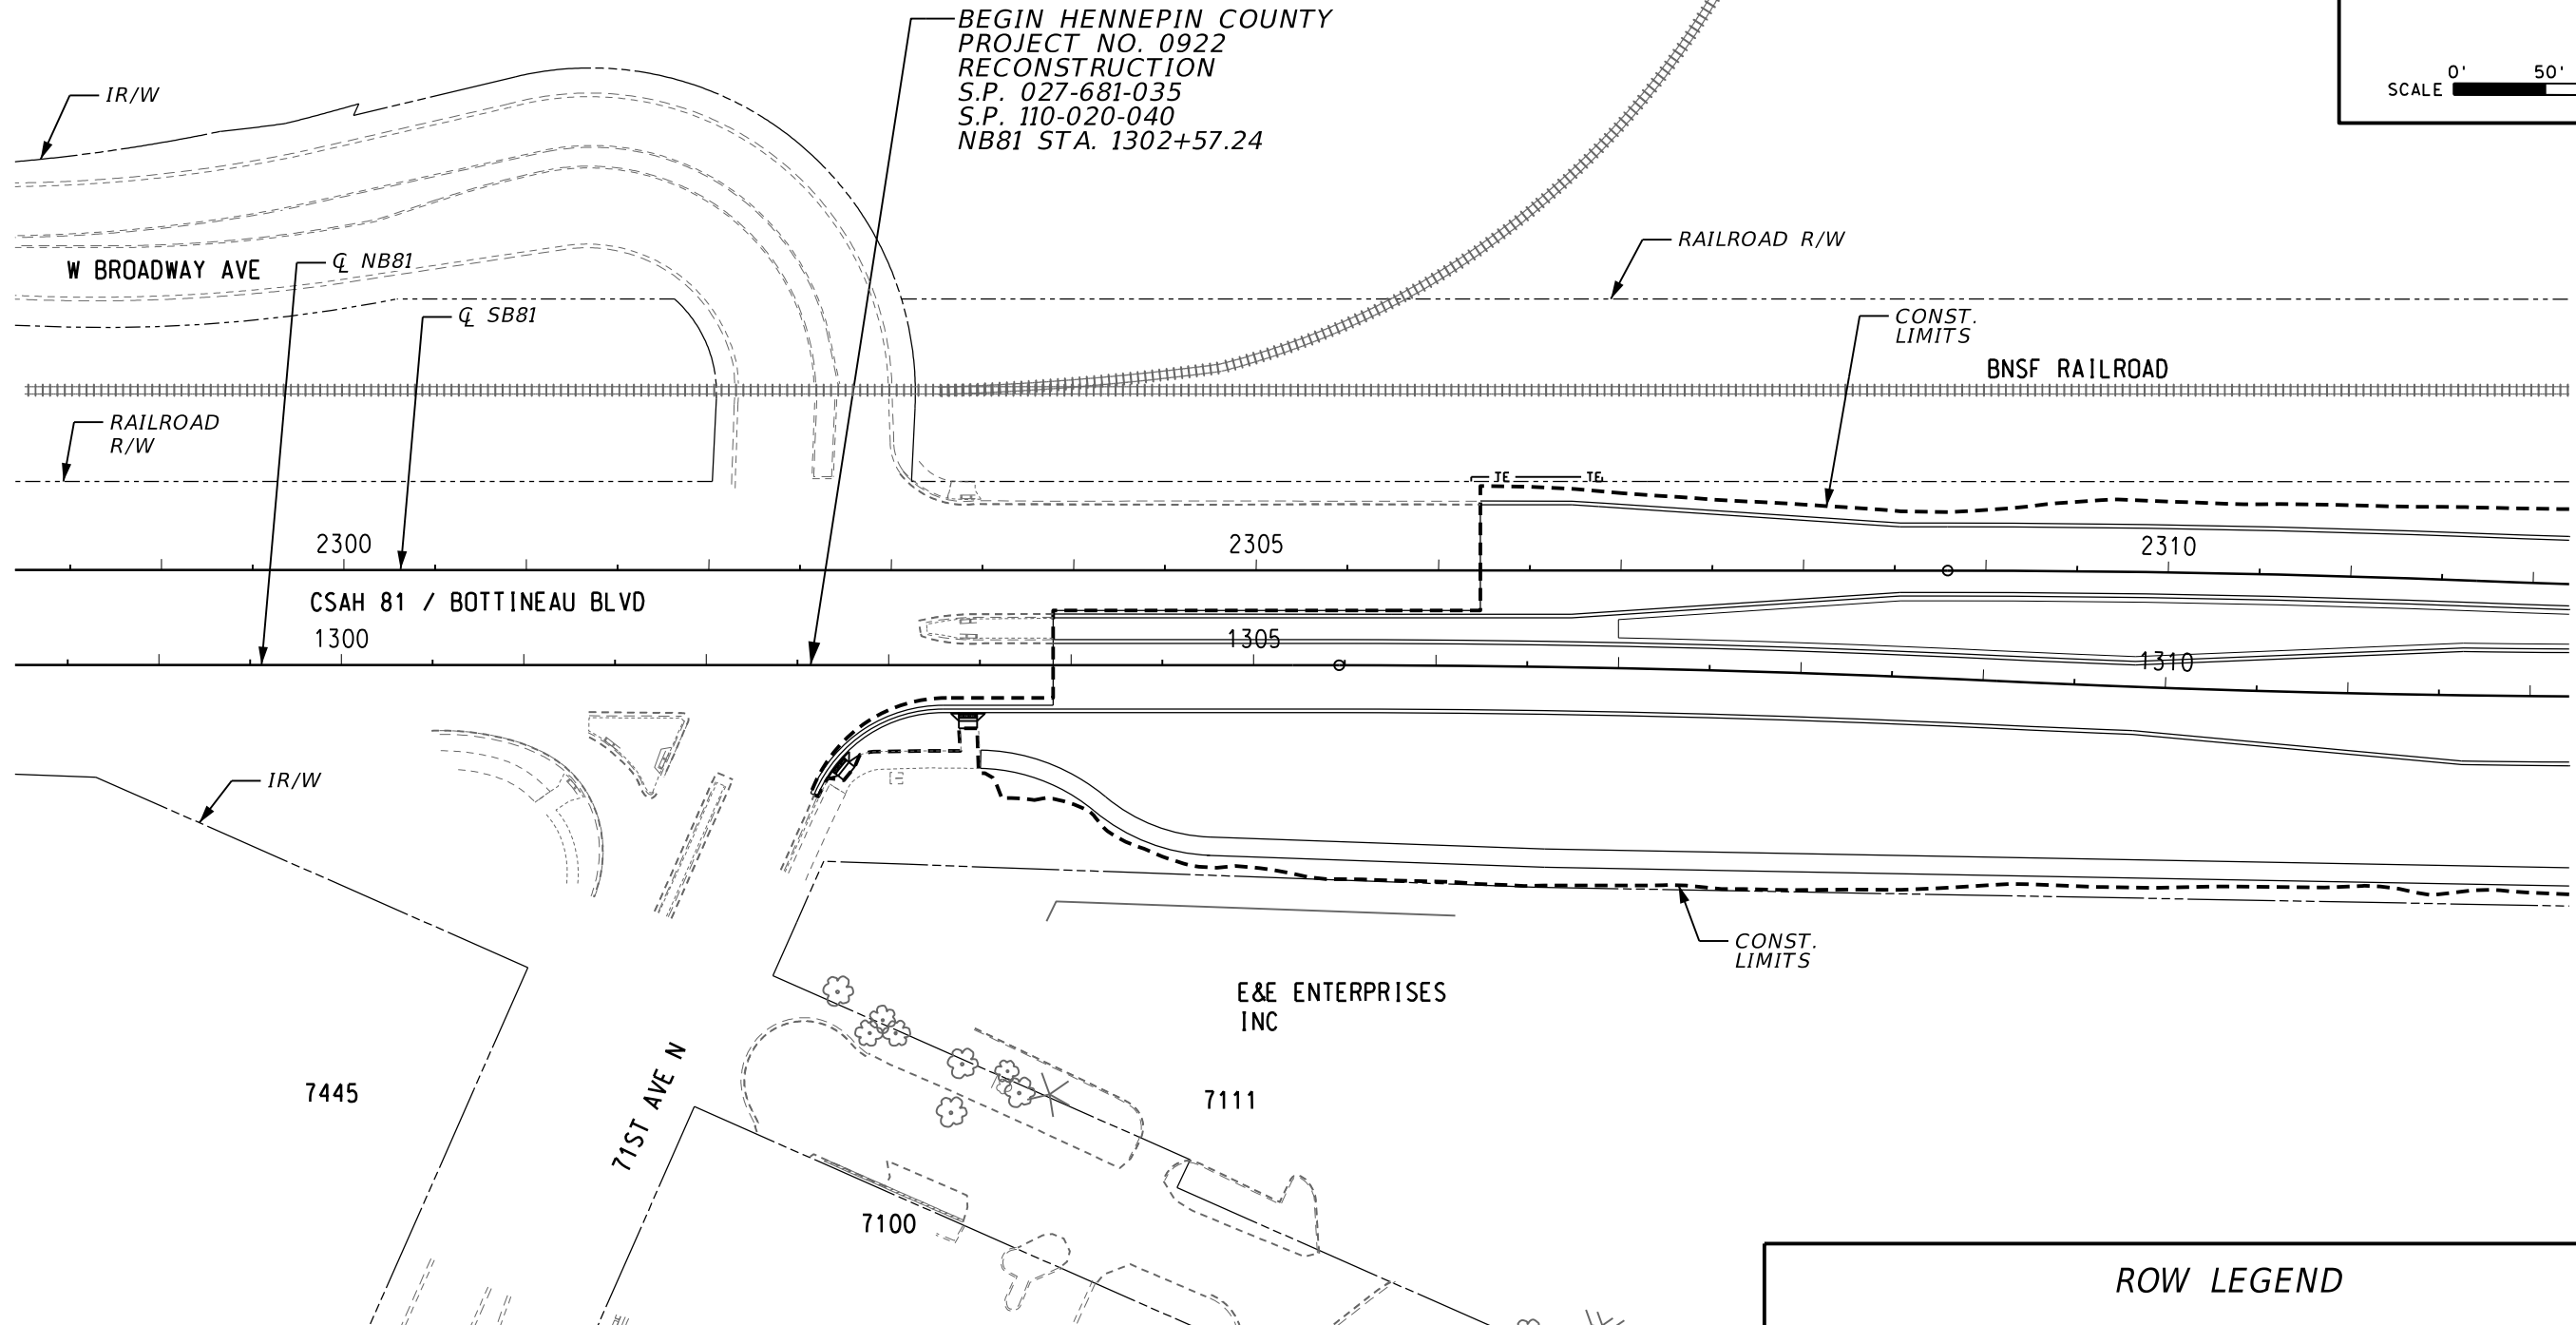 BEGIN HENNEPIN COUNTY
PROJECT NO. 0922
RECONSTRUCTION
S.P. 027-681-035
S.P. 110-020-040
NB81 STA. 1302+57.24
0' 50'
SCALE
IR/W
RAILROAD R/W
W BROADWAY AVE
℄ NB81
℄ SB81
CONST.
LIMITS
BNSF RAILROAD
RAILROAD
R/W
TE TE
2300 2305 2310
CSAH 81 / BOTTINEAU BLVD
1300 1305 1310
IR/W
CONST.
LIMITS
E&E ENTERPRISES
INC
71ST AVE N
7445
7111
7100
ROW LEGEND